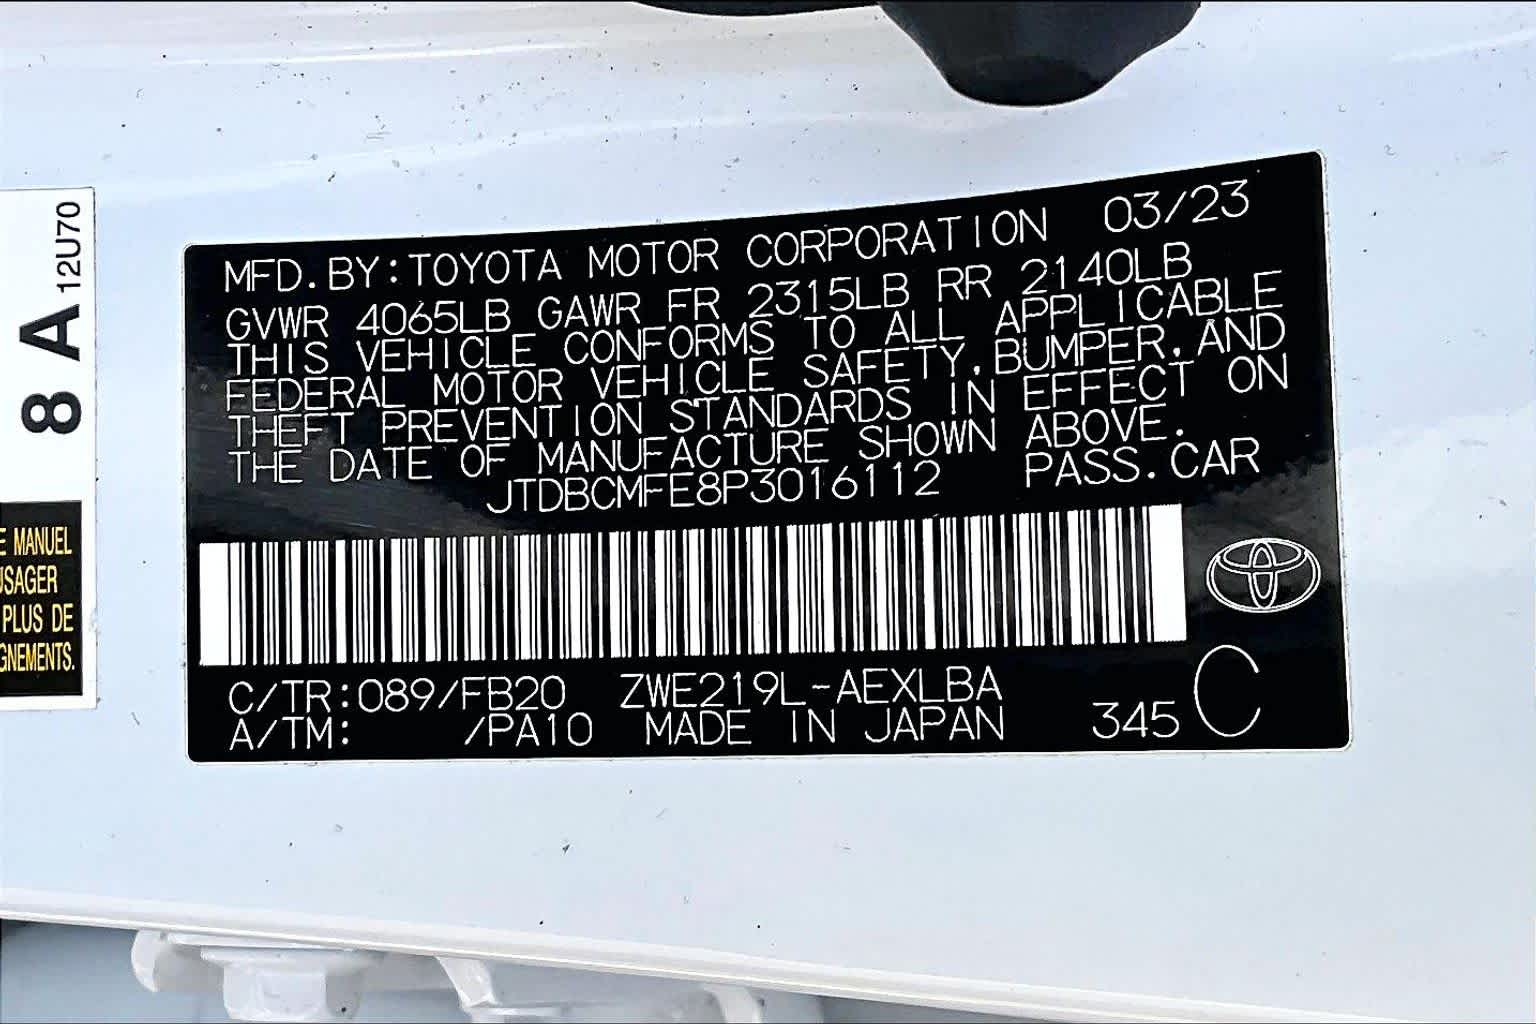 MFD. BY: TOYOTA MOTOR CORPORATION 03/23
GVWR 4065LB GAWR FR 2315LB RR 2140LB
THIS VEHICLE CONFORMS TO ALL APPLICABLE
FEDERAL MOTOR VEHICLE SAFETY, BUMPER, AND
THEFT PREVENTION STANDARDS IN EFFECT ON
THE DATE OF MANUFACTURE SHOWN ABOVE.
JTDBCMFE8P3016112 PASS. CAR
C/TR: 089/FB20 ZWE219L-AEXLBA
A/TM: /PA10 MADE IN JAPAN 345 C
8 A 12U70
E MANUEL
USAGER
PLUS DE
GNEMENTS.